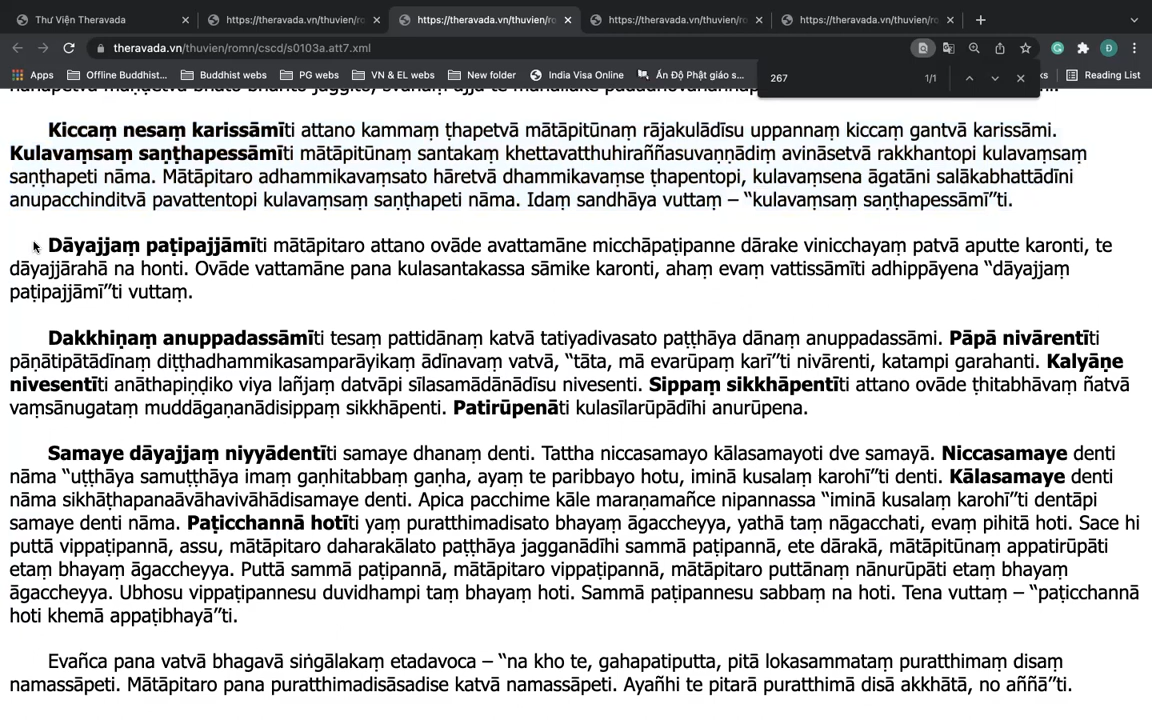 Thư Viện Theravada
https://theravada.vn/thuvien/ro
https://theravada.vn/thuvien/ro
https://theravada.vn/thuvien/ro
https://theravada.vn/thuvien/ro
theravada.vn/thuvien/romn/cscd/s0103a.att7.xml
Apps
Offline Buddhist...
Buddhist webs
PG webs
VN & EL webs
New folder
India Visa Online
Ấn Độ Phật giáo s...
Reading List
267
1/1
Kiccaṃ nesaṃ karissāmīti attano kammaṃ ṭhapetvā mātāpitūnaṃ rājakulādīsu uppannaṃ kiccaṃ gantvā karissāmi.
Kulavaṃsaṃ saṇṭhapessāmīti mātāpitūnaṃ santakaṃ khettavatthuhiraññasuvaṇṇādiṃ avināsetvā rakkhantopi kulavaṃsaṃ
saṇṭhapeti nāma. Mātāpitaro adhammikavaṃsato hāretvā dhammikavaṃse ṭhapentopi, kulavaṃsena āgatāni salākabhattādīni
anupacchinditvā pavattentopi kulavaṃsaṃ saṇṭhapeti nāma. Idaṃ sandhāya vuttaṃ – “kulavaṃsaṃ saṇṭhapessāmī”ti.
Dāyajjaṃ paṭipajjāmīti mātāpitaro attano ovāde avattamāne micchāpaṭipanne dārake vinicchayaṃ patvā aputte karonti, te
dāyajjārahā na honti. Ovāde vattamāne pana kulasantakassa sāmike karonti, ahaṃ evaṃ vattissāmīti adhippāyena “dāyajjaṃ
paṭipajjāmī”ti vuttaṃ.
Dakkhiṇaṃ anuppadassāmīti tesaṃ pattidānaṃ katvā tatiyadivasato paṭṭhāya dānaṃ anuppadassāmi. Pāpā nivārentīti
pāṇātipātādīnaṃ diṭṭhadhammikasamparāyikaṃ ādīnavaṃ vatvā, “tāta, mā evarūpaṃ karī”ti nivārenti, katampi garahanti. Kalyāṇe
nivesentīti anāthapiṇḍiko viya lañjaṃ datvāpi sīlasamādānādīsu nivesenti. Sippaṃ sikkhāpentīti attano ovāde ṭhitabhāvaṃ ñatvā
vaṃsānugataṃ muddāgaṇanādisippaṃ sikkhāpenti. Patirūpenāti kulasīlarūpādīhi anurūpena.
Samaye dāyajjaṃ niyyādentīti samaye dhanaṃ denti. Tattha niccasamayo kālasamayoti dve samayā. Niccasamaye denti
nāma “uṭṭhāya samuṭṭhāya imaṃ gaṇhitabbaṃ gaṇha, ayaṃ te paribbayo hotu, iminā kusalaṃ karohī”ti denti. Kālasamaye denti
nāma sikhāṭhapanaāvāhavivāhādisamaye denti. Apica pacchime kāle maraṇamañce nipannassa “iminā kusalaṃ karohī”ti dentāpi
samaye denti nāma. Paṭicchannā hotīti yaṃ puratthimadisato bhayaṃ āgaccheyya, yathā taṃ nāgacchati, evaṃ pihitā hoti. Sace hi
puttā vippaṭipannā, assu, mātāpitaro daharakālato paṭṭhāya jagganādīhi sammā paṭipannā, ete dārakā, mātāpitūnaṃ appatirūpāti
etaṃ bhayaṃ āgaccheyya. Puttā sammā paṭipannā, mātāpitaro vippaṭipannā, mātāpitaro puttānaṃ nānurūpāti etaṃ bhayaṃ
āgaccheyya. Ubhosu vippaṭipannesu duvidhampi taṃ bhayaṃ hoti. Sammā paṭipannesu sabbaṃ na hoti. Tena vuttaṃ – “paṭicchannā
hoti khemā appaṭibhayā”ti.
Evañca pana vatvā bhagavā siṅgālakaṃ etadavoca – “na kho te, gahapatiputta, pitā lokasammataṃ puratthimaṃ disaṃ
namassāpeti. Mātāpitaro pana puratthimadisāsadise katvā namassāpeti. Ayañhi te pitarā puratthimā disā akkhātā, no aññā”ti.